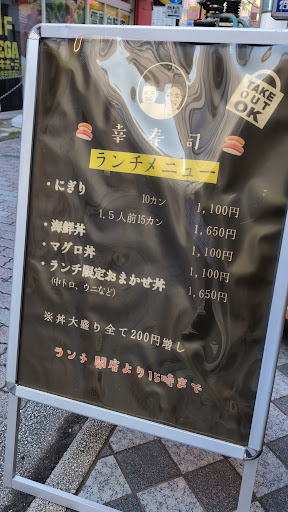 TAKE OUT OK
幸寿司
ランチメニュー
・にぎり 10カン 1,100円
1.5人前15カン 1,650円
・海鮮丼 1,100円
・マグロ丼 1,100円
・ランチ限定おまかせ丼 1,650円
(中トロ、ウニなど)
※丼大盛り全て200円増し
ランチ 開店より15時まで